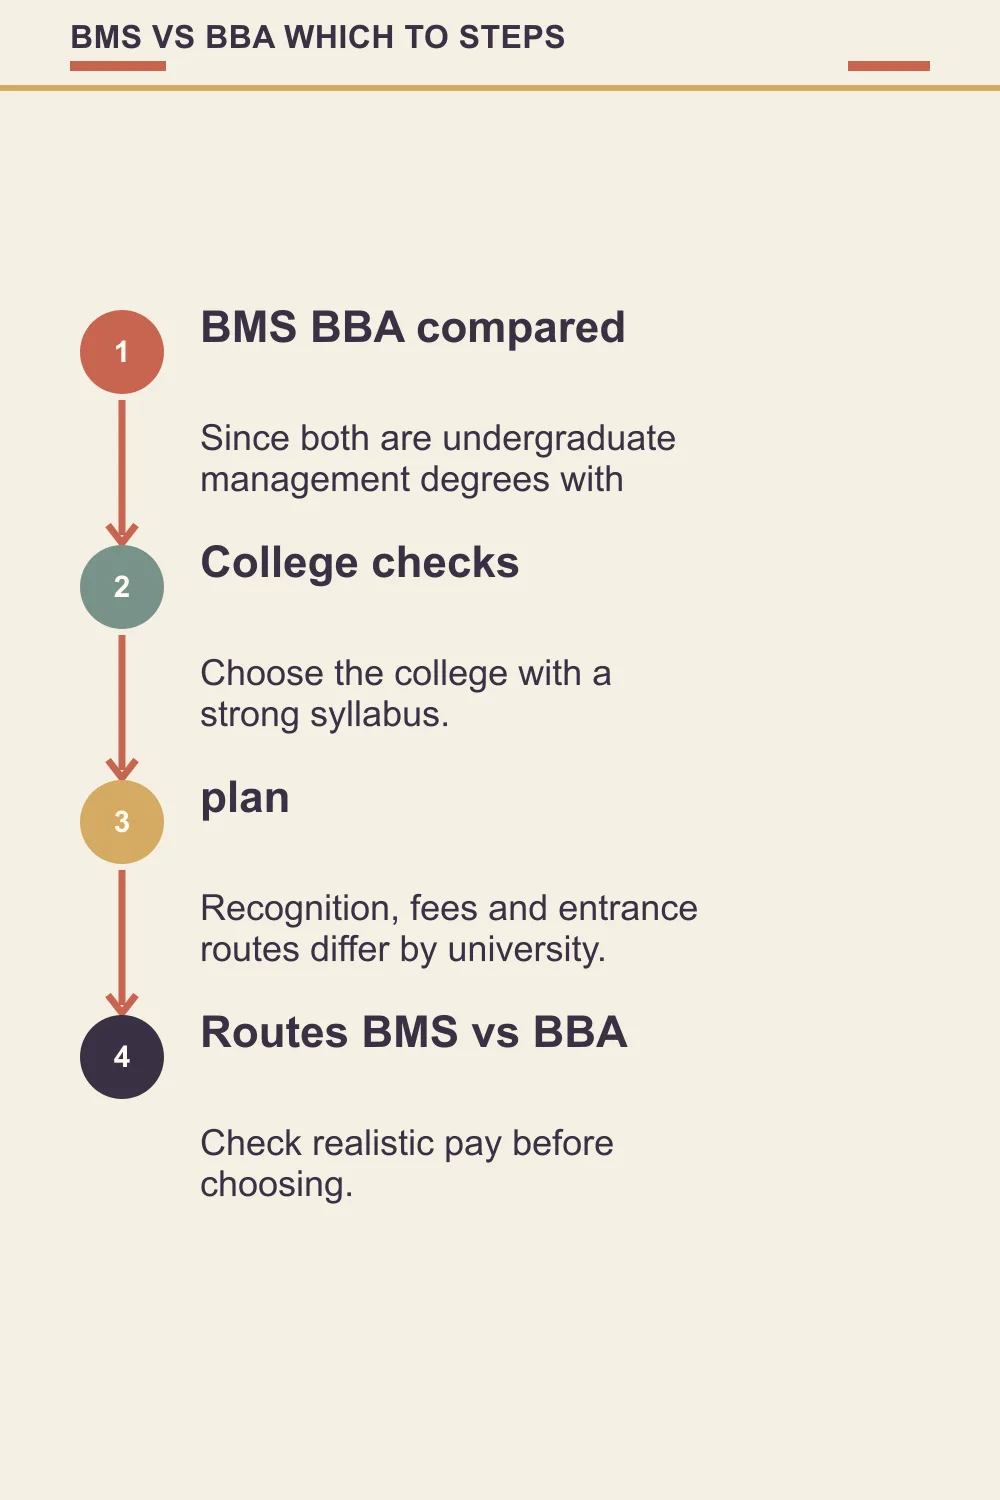 BMS VS BBA WHICH TO STEPS
1
BMS BBA compared
Since both are undergraduate
management degrees with
2
College checks
Choose the college with a
strong syllabus.
3
plan
Recognition, fees and entrance
routes differ by university.
4
Routes BMS vs BBA
Check realistic pay before
choosing.